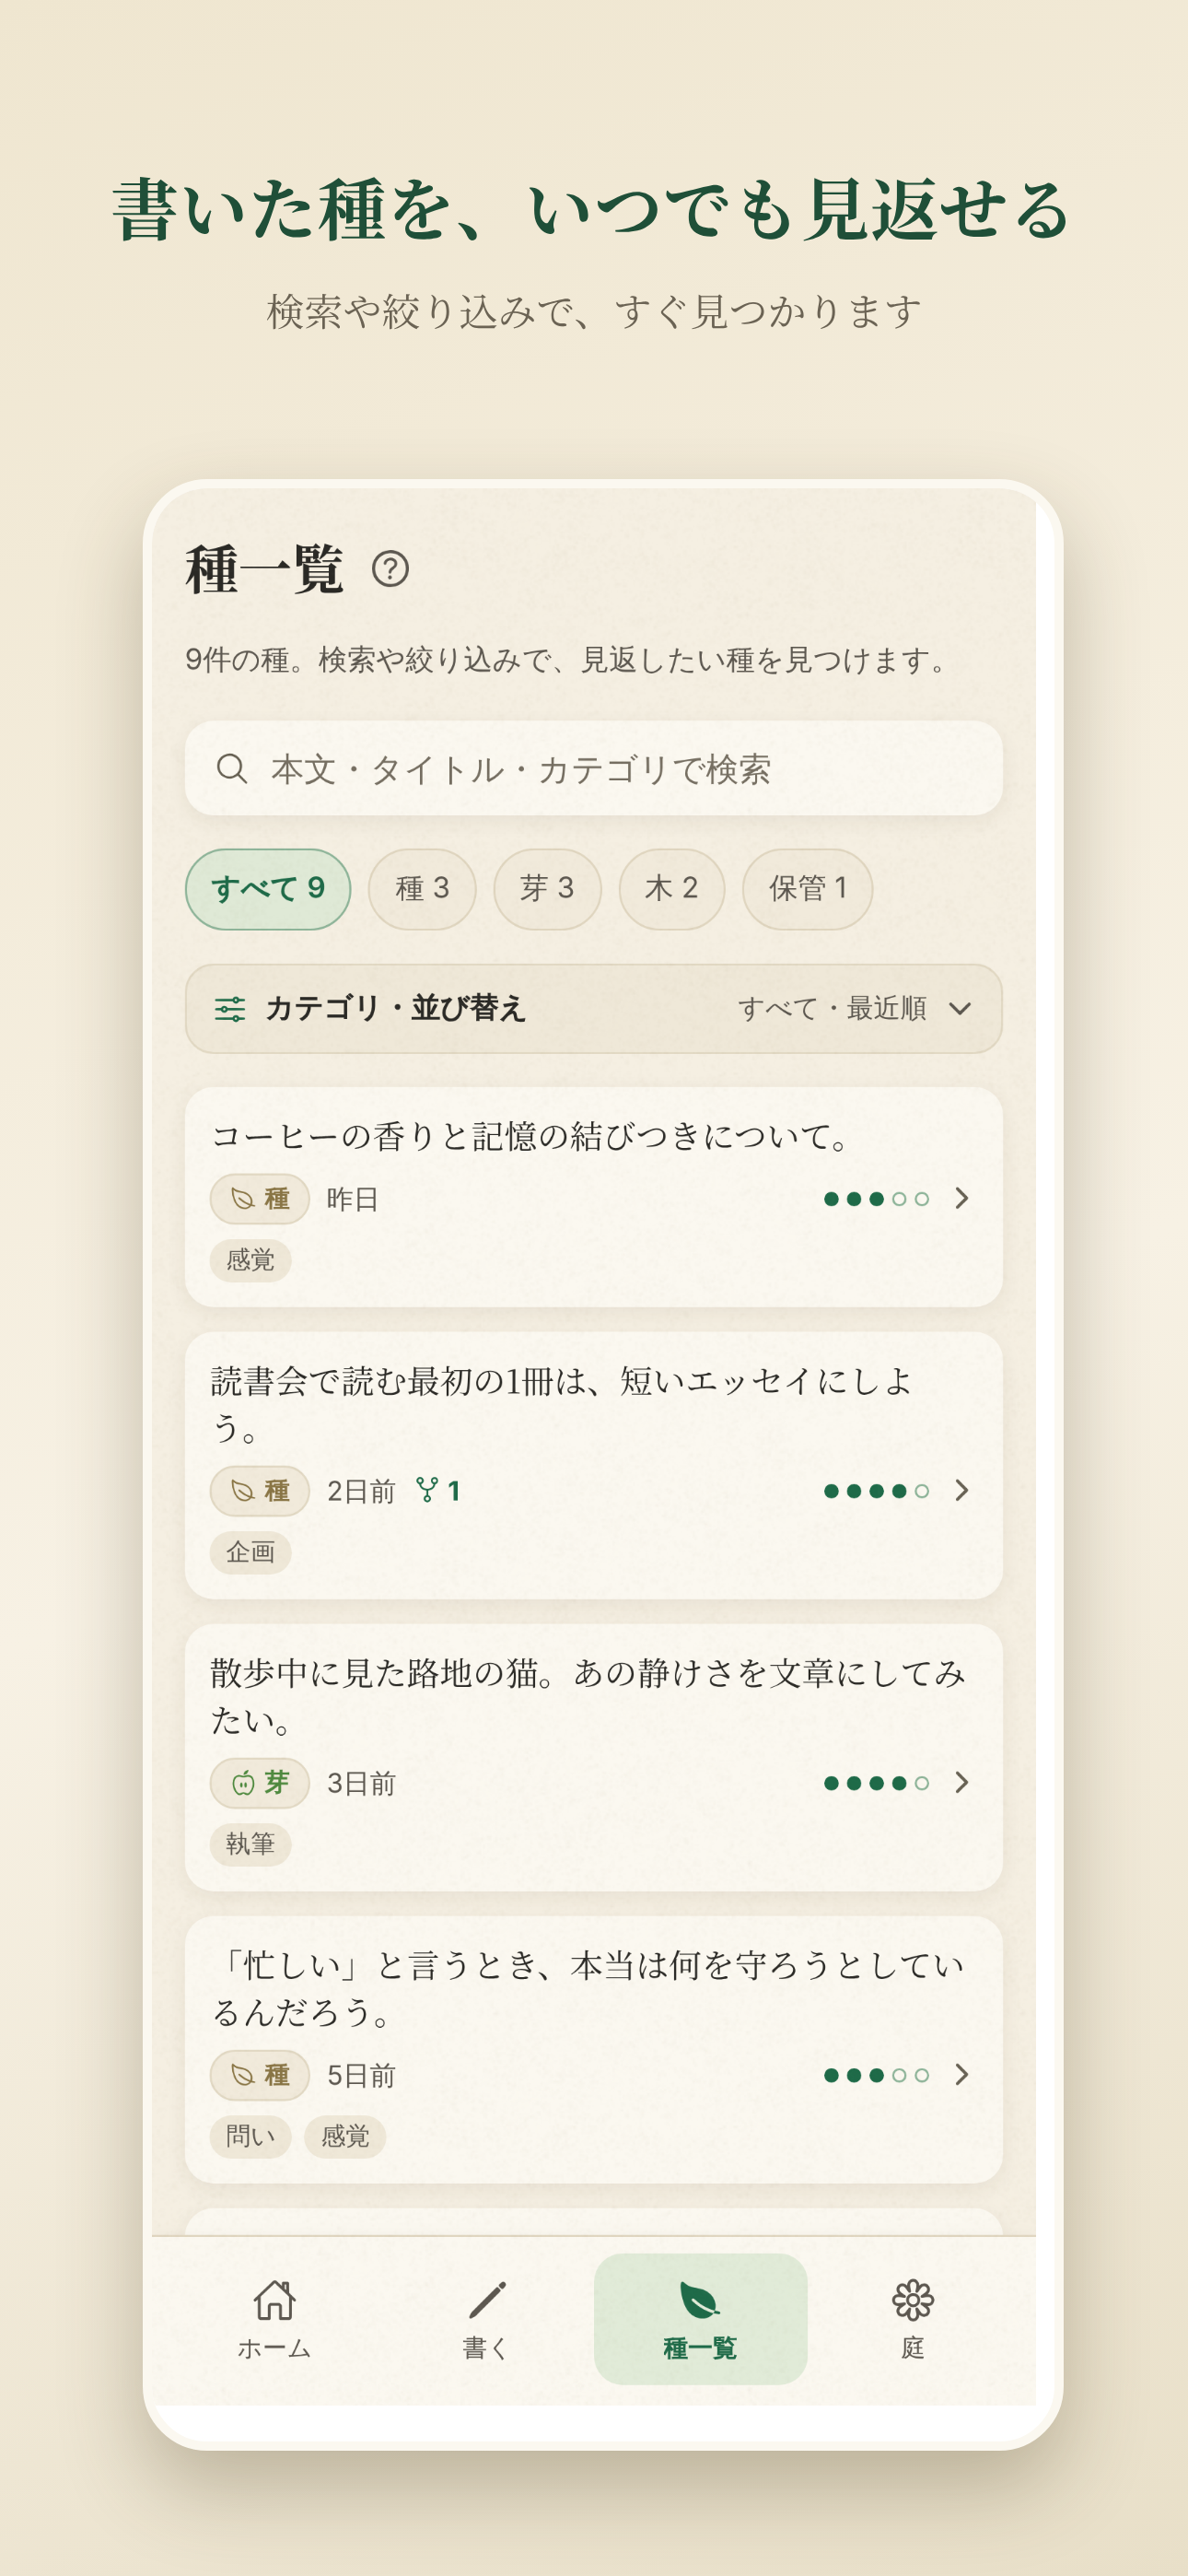 書いた種を、いつでも見返せる
検索や絞り込みで、すぐ見つかります
種一覧 ?
9件の種。検索や絞り込みで、見返したい種を見つけます。
本文・タイトル・カテゴリで検索
すべて 9 種 3 芽 3 木 2 保管 1
カテゴリ・並び替え すべて・最近順
コーヒーの香りと記憶の結びつきについて。
種 昨日
感覚
読書会で読む最初の1冊は、短いエッセイにしよ
う。
種 2日前 1
企画
散歩中に見た路地の猫。あの静けさを文章にしてみ
たい。
芽 3日前
執筆
「忙しい」と言うとき、本当は何を守ろうとしてい
るんだろう。
種 5日前
問い 感覚
ホーム 書く 種一覧 庭